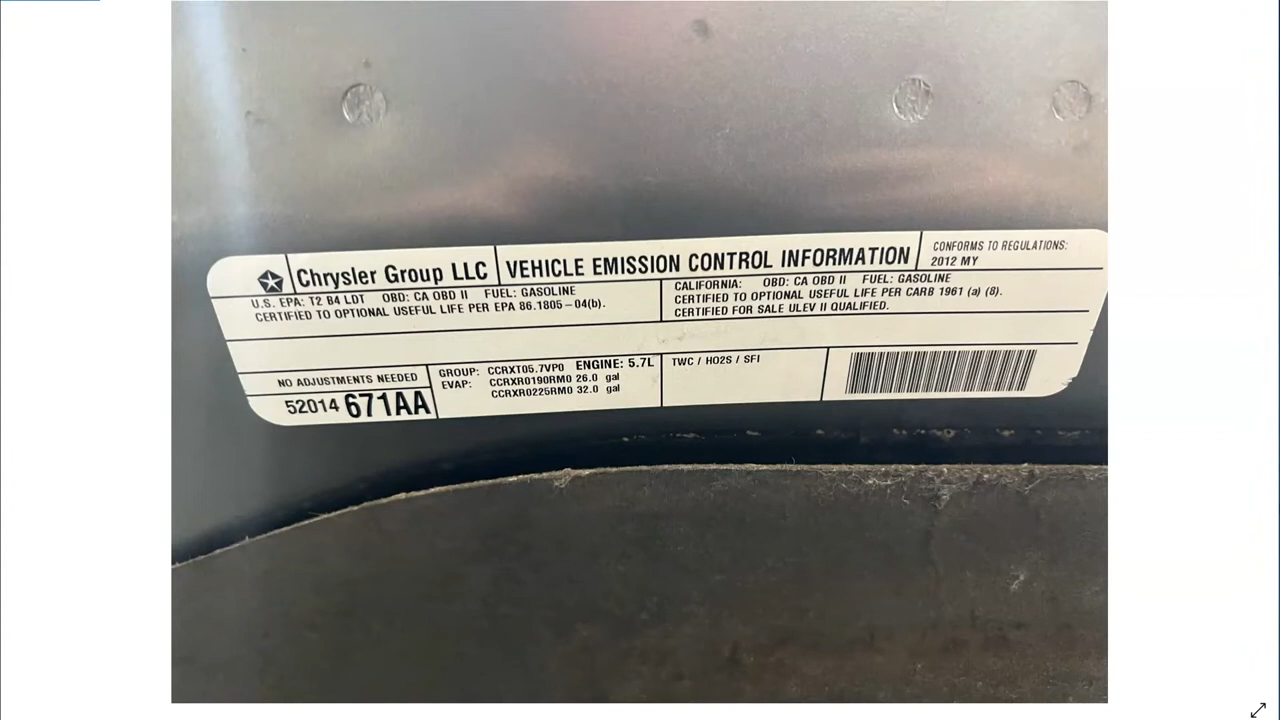 Chrysler Group LLC
VEHICLE EMISSION CONTROL INFORMATION
CONFORMS TO REGULATIONS:
2012 MY
U.S. EPA: T2 B4 LDT OBD: CA OBD II FUEL: GASOLINE
CERTIFIED TO OPTIONAL USEFUL LIFE PER EPA 86.1805-04(b).
CALIFORNIA: OBD: CA OBD II FUEL: GASOLINE
CERTIFIED TO OPTIONAL USEFUL LIFE PER CARB 1961 (a) (8).
CERTIFIED FOR SALE ULEV II QUALIFIED.
NO ADJUSTMENTS NEEDED
52014 671AA
GROUP: CCRXT05.7VP0 ENGINE: 5.7L
EVAP: CCRXR0190RM0 26.0 gal
CCRXR0225RM0 32.0 gal
TWC / HO2S / SFI